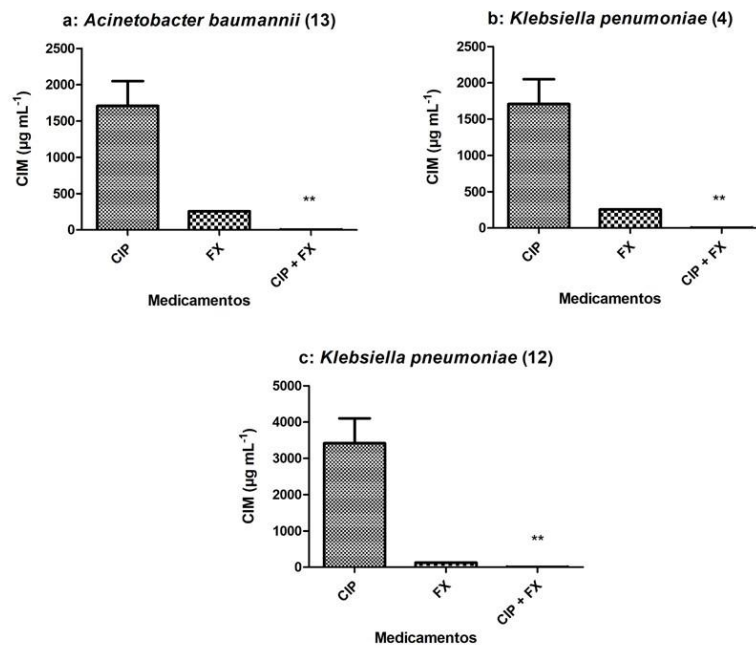 a: Acinetobacter baumannii (13)
CIM (µg mL⁻¹)
2500
2000
1500
1000
500
0
**
CIP
FX
CIP + FX
Medicamentos
b: Klebsiella penumoniae (4)
CIM (µg mL⁻¹)
2500
2000
1500
1000
500
0
**
CIP
FX
CIP + FX
Medicamentos
c: Klebsiella pneumoniae (12)
CIM (µg mL⁻¹)
5000
4000
3000
2000
1000
0
**
CIP
FX
CIP + FX
Medicamentos